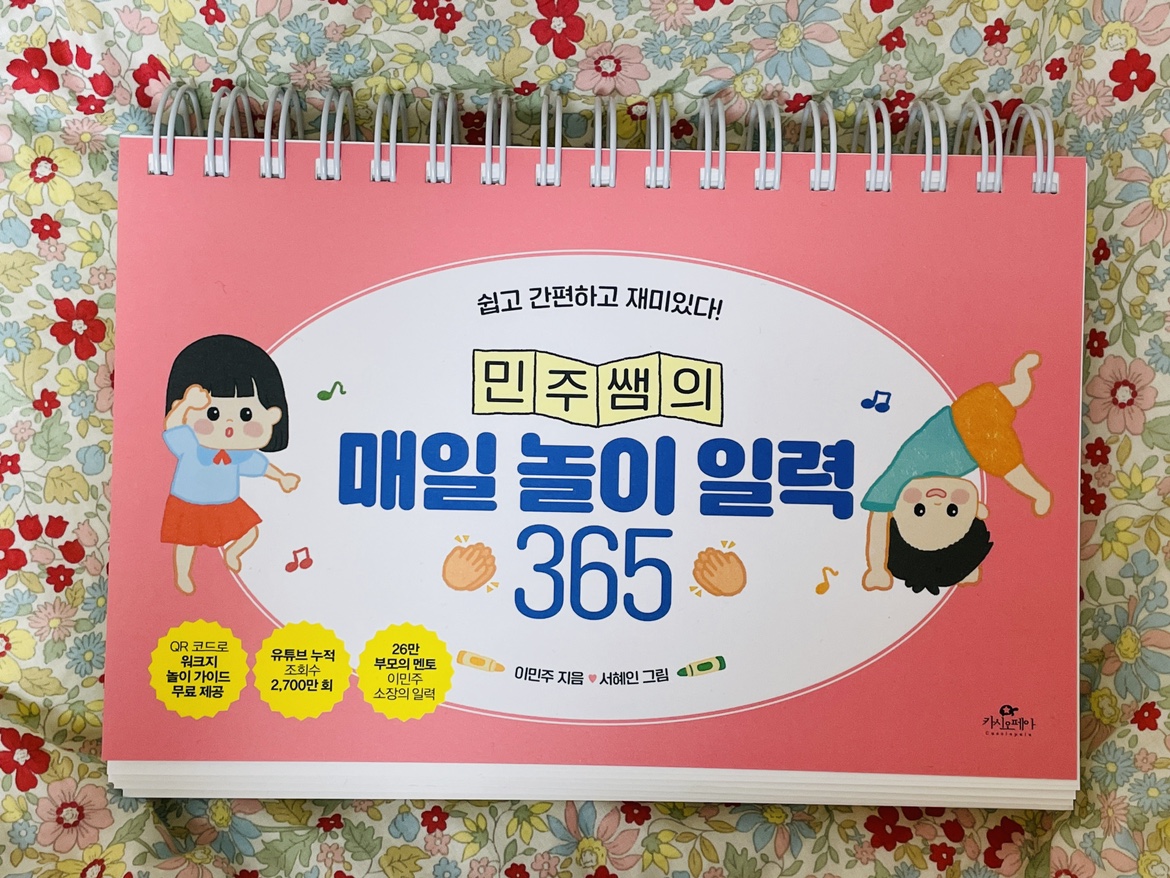 쉽고 간편하고 재미있다!
민주쌤의
매일 놀이 일력
365
QR 코드로
워크지
놀이 가이드
무료 제공
유튜브 누적
조회수
2,700만 회
26만
부모의 멘토
이민주
소장의 일력
이민주 지음 ♥ 서혜인 그림
카시오페아
Cassiopeia